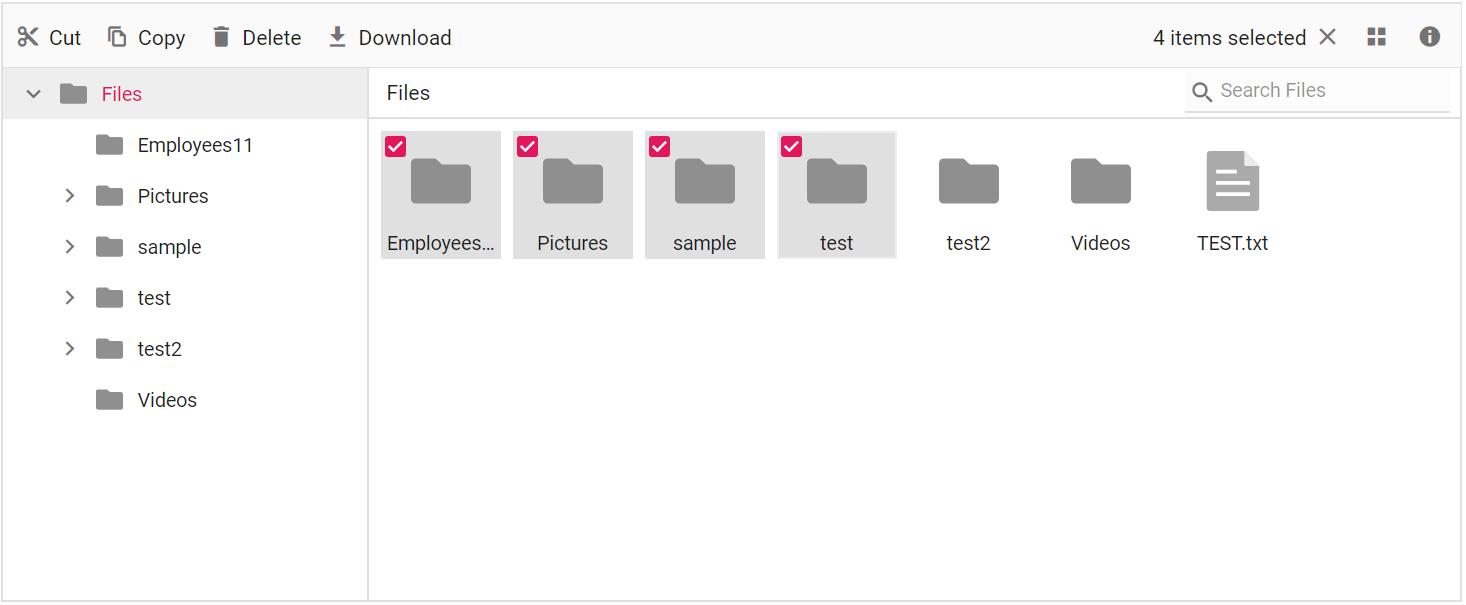 Cut Copy Delete Download 4 items selected
Files
Employees11
Pictures
sample
test
test2
Videos
Files Search Files
Employees... Pictures sample test test2 Videos TEST.txt